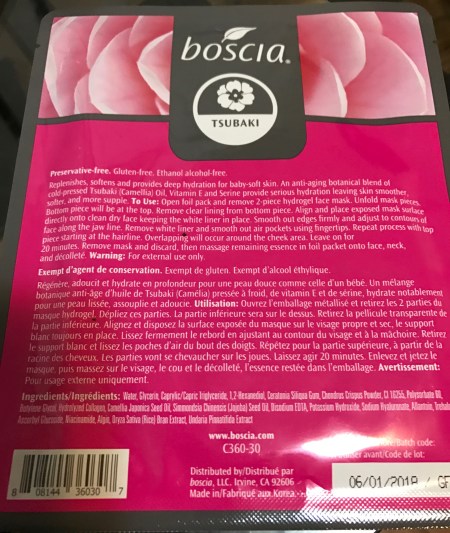 boscia®
TSUBAKI
Preservative-free. Gluten-free. Ethanol alcohol-free.
Replenishes, softens and provides deep hydration for baby-soft skin. An anti-aging botanical blend of
cold-pressed Tsubaki (Camellia) Oil, Vitamin E and Serine provide serious hydration leaving skin smoother,
softer, and more supple. To Use: Open foil pack and remove 2-piece hydrogel face mask. Unfold mask pieces.
Bottom piece will be at the top. Remove clear lining from bottom piece. Align and place exposed mask surface
directly onto clean dry face keeping the white liner in place. Smooth out edges firmly and adjust to contours of
face along the jaw line. Remove white liner and smooth out air pockets using fingertips. Repeat process with top
piece starting at the hairline. Overlapping will occur around the cheek area. Leave on for
20 minutes. Remove mask and discard, then massage remaining essence in foil packet onto face, neck,
and décolleté. Warning: For external use only.
Exempt d'agent de conservation. Exempt de gluten. Exempt d'alcool éthylique.
Régénère, adoucit et hydrate en profondeur pour une peau douce comme celle d'un bébé. Un mélange
botanique anti-âge d'huile de Tsubaki (Camélia) pressée à froid, de vitamin E et de sérine, hydrate notablement
pour une peau lissée, assouplie et adoucie. Utilisation: Ouvrez l'emballage métallisé et retirez les 2 parties du
masque hydrogel. Dépliez ces parties. La partie inférieure sera sur le dessus. Retirez la pellicule transparente de
la partie inférieure. Alignez et disposez la surface exposée du masque sur le visage propre et sec, le support
blanc toujours en place. Lissez fermement le rebord en ajustant au contour du visage et à la mâchoire. Retirez
le support blanc et lissez les poches d'air du bout des doigts. Répétez pour la partie supérieure, à partir de la
racine des cheveux. Les parties vont se chevaucher sur les joues. Laissez agir 20 minutes. Enlevez et jetez le
masque, puis massez sur le visage, le cou et le décolleté, l'essence restée dans l'emballage. Avertissement:
Pour usage externe uniquement.
Ingredients/Ingrédients: Water, Glycerin, Caprylic/Capric Triglyceride, 1,2-Hexanediol, Ceratonia Siliqua Gum, Chondrus Crispus Powder, CI 16255, Polysorbate 80,
Butylene Glycol, Hydrolyzed Collagen, Camellia Japonica Seed Oil, Simmondsia Chinensis (Jojoba) Seed Oil, Disodium EDTA, Potassium Hydroxide, Sodium Hyaluronate, Allantoin,
Ascorbyl Glucoside, Niacinamide, Algin, Oryza Sativa (Rice) Bran Extract, Undaria Pinnatifida Extract
www.boscia.com
C360-30
Batch code:
avant/Code de lot:
Distributed by/Distribué par
boscia, LLC. Irvine, CA 92606
Made in/Fabriqué aux Korea.
06/01/2019 / GF
8 08144 36030 7